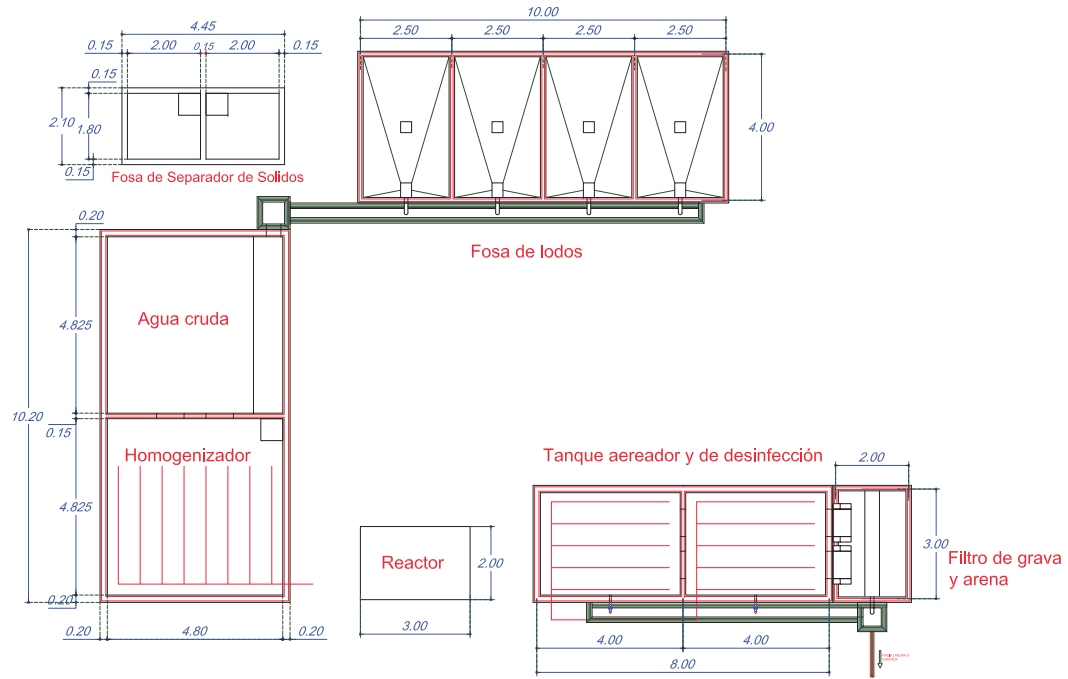 4.45
0.15 2.00 0.15 2.00 0.15
0.15
2.10
1.80
0.15
Fosa de Separador de Solidos
10.00
2.50 2.50 2.50 2.50
4.00
Fosa de lodos
0.20
4.825
Agua cruda
10.20
0.15
Homogenizador
4.825
0.20
0.20 4.80 0.20
Reactor
2.00
3.00
Tanque aereador y de desinfección
2.00
3.00
Filtro de grava
y arena
4.00 4.00
8.00